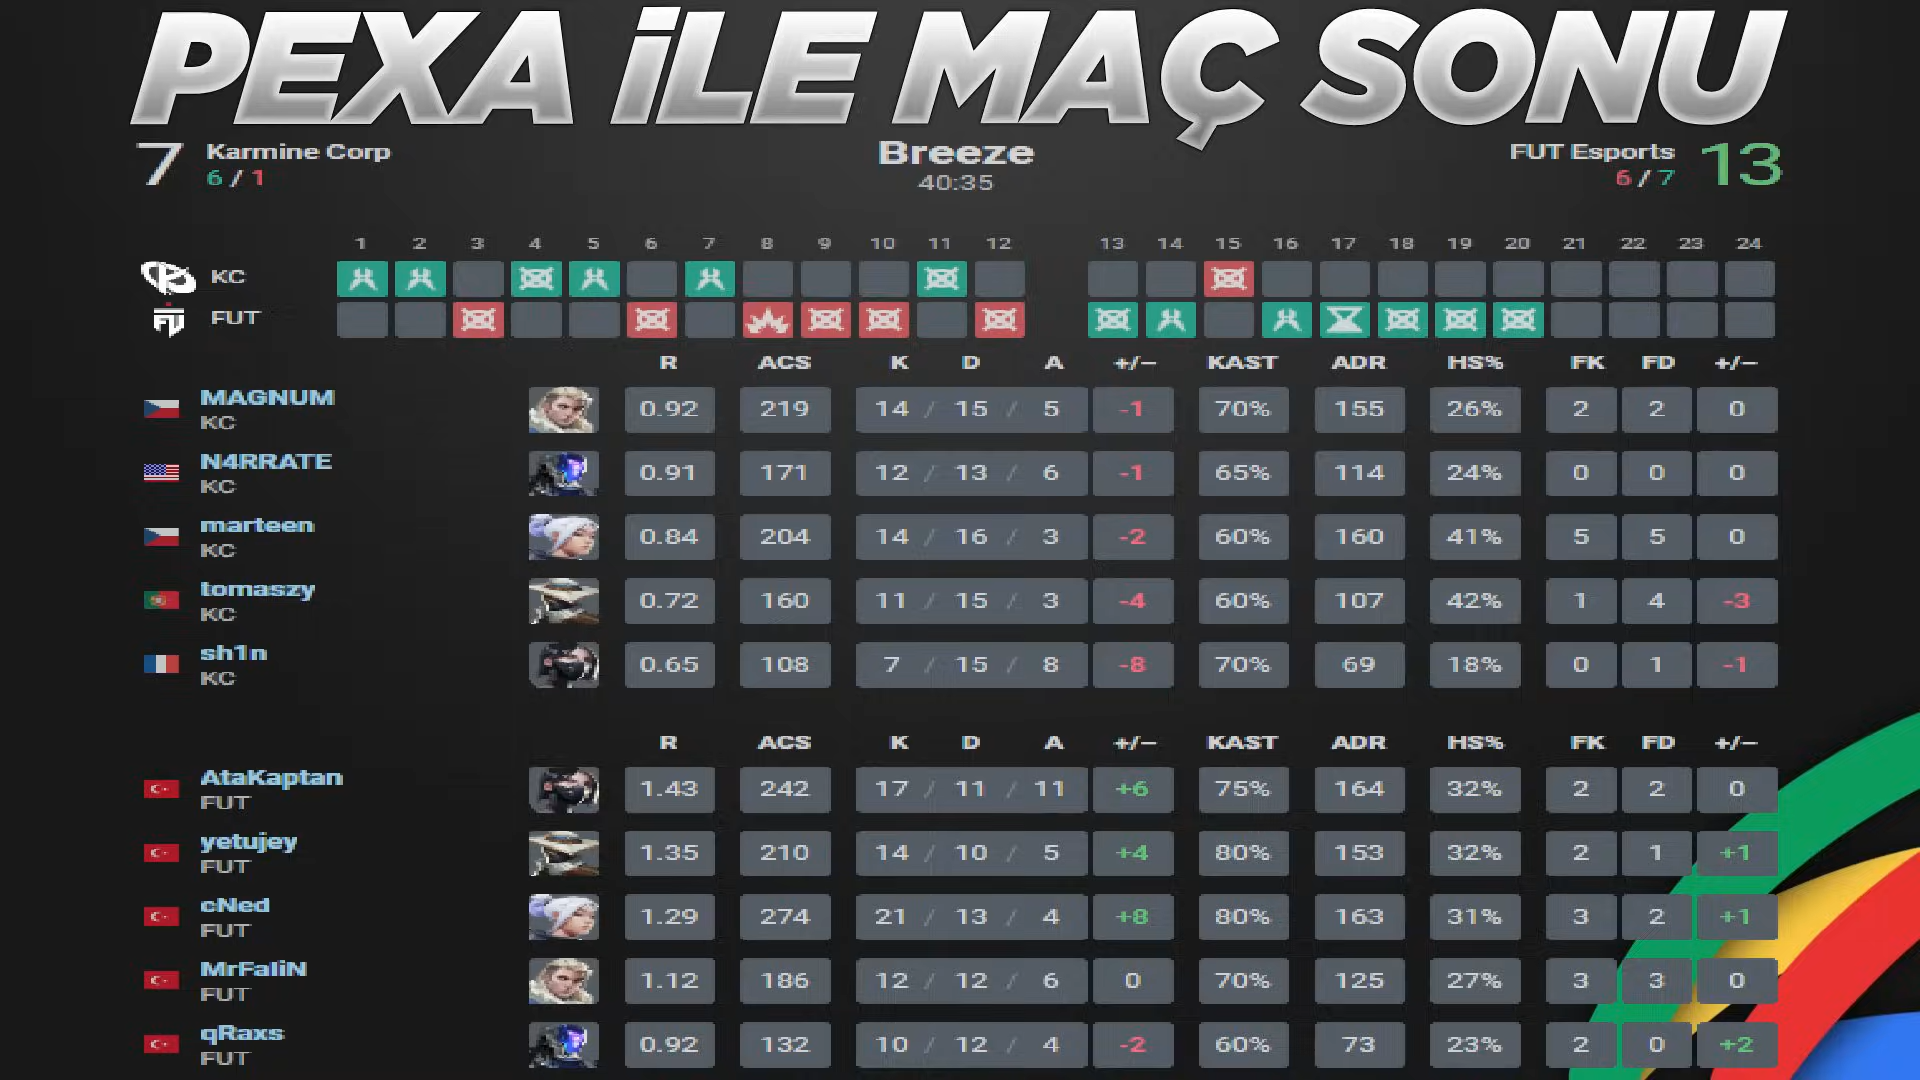 PEXA İLE MAÇ SONU
7 Karmine Corp Breeze FUT Esports 13
6 / 1 40:35 6 / 7
1 2 3 4 5 6 7 8 9 10 11 12 13 14 15 16 17 18 19 20 21 22 23 24
KC
FUT
R ACS K D A +/− KAST ADR HS% FK FD +/−
MAGNUM KC 0.92 219 14 / 15 / 5 -1 70% 155 26% 2 2 0
N4RRATE KC 0.91 171 12 / 13 / 6 -1 65% 114 24% 0 0 0
marteen KC 0.84 204 14 / 16 / 3 -2 60% 160 41% 5 5 0
tomaszy KC 0.72 160 11 / 15 / 3 -4 60% 107 42% 1 4 -3
sh1n KC 0.65 108 7 / 15 / 8 -8 70% 69 18% 0 1 -1
R ACS K D A +/− KAST ADR HS% FK FD +/−
AtaKaptan FUT 1.43 242 17 / 11 / 11 +6 75% 164 32% 2 2 0
yetujey FUT 1.35 210 14 / 10 / 5 +4 80% 153 32% 2 1 +1
cNed FUT 1.29 274 21 / 13 / 4 +8 80% 163 31% 3 2 +1
MrFaliN FUT 1.12 186 12 / 12 / 6 0 70% 125 27% 3 3 0
qRaxs FUT 0.92 132 10 / 12 / 4 -2 60% 73 23% 2 0 +2